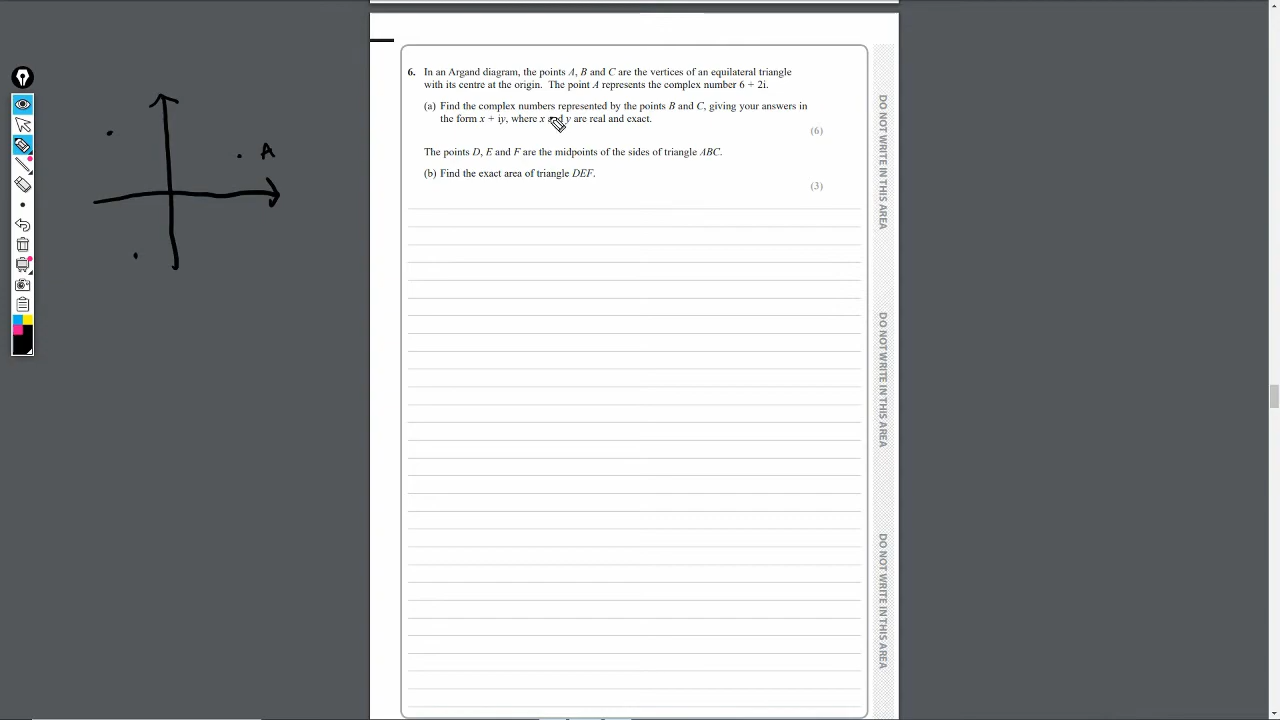 6. In an Argand diagram, the points A, B and C are the vertices of an equilateral triangle
with its centre at the origin. The point A represents the complex number 6 + 2i.
(a) Find the complex numbers represented by the points B and C, giving your answers in
the form x + iy, where x and y are real and exact.
(6)
The points D, E and F are the midpoints of the sides of triangle ABC.
(b) Find the exact area of triangle DEF.
(3)
A
DO NOT WRITE IN THIS AREA
DO NOT WRITE IN THIS AREA
DO NOT WRITE IN THIS AREA